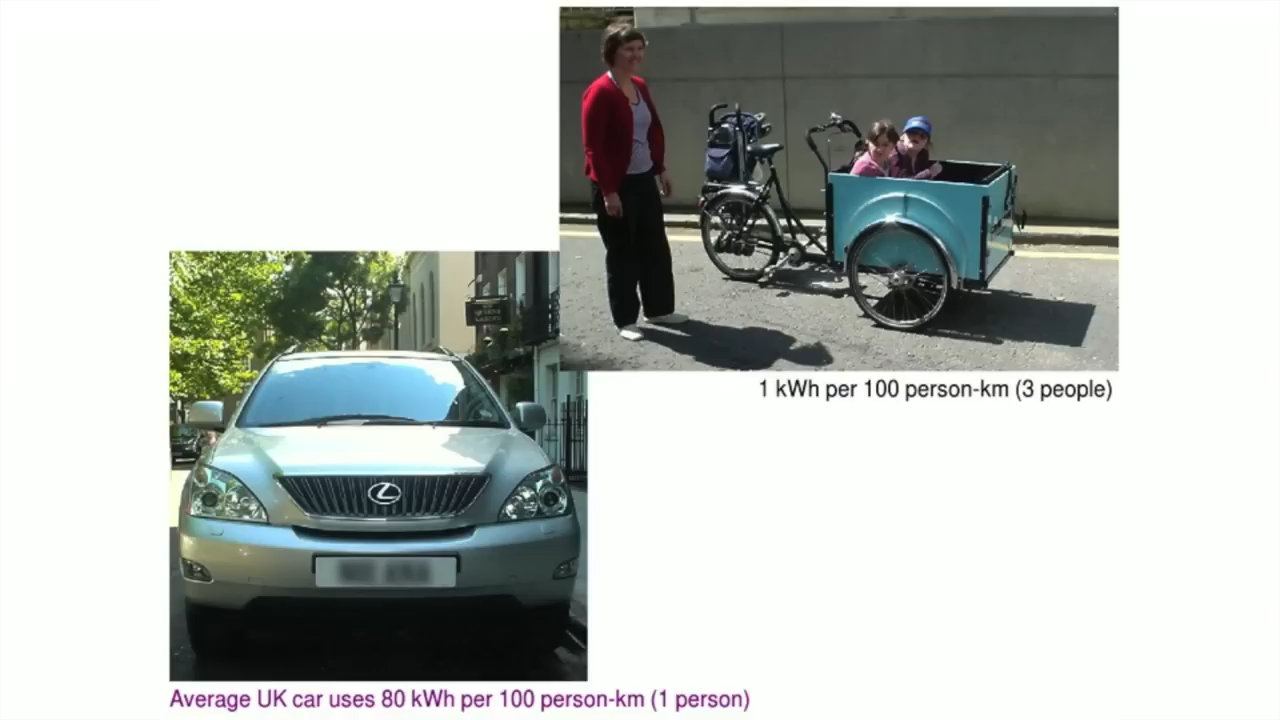 1 kWh per 100 person-km (3 people)
Average UK car uses 80 kWh per 100 person-km (1 person)